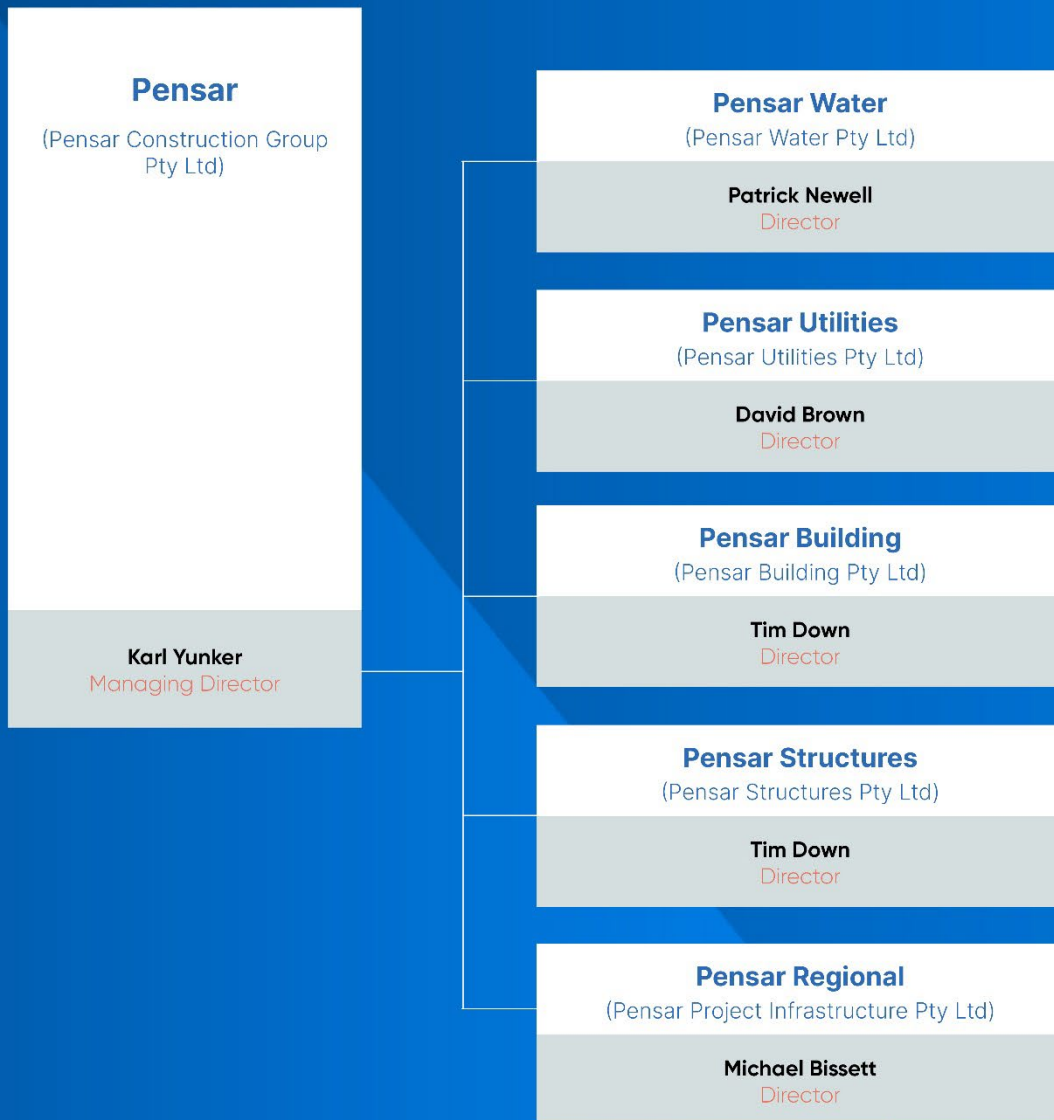 Pensar
(Pensar Construction Group
Pty Ltd)
Karl Yunker
Managing Director
Pensar Water
(Pensar Water Pty Ltd)
Patrick Newell
Director
Pensar Utilities
(Pensar Utilities Pty Ltd)
David Brown
Director
Pensar Building
(Pensar Building Pty Ltd)
Tim Down
Director
Pensar Structures
(Pensar Structures Pty Ltd)
Tim Down
Director
Pensar Regional
(Pensar Project Infrastructure Pty Ltd)
Michael Bissett
Director